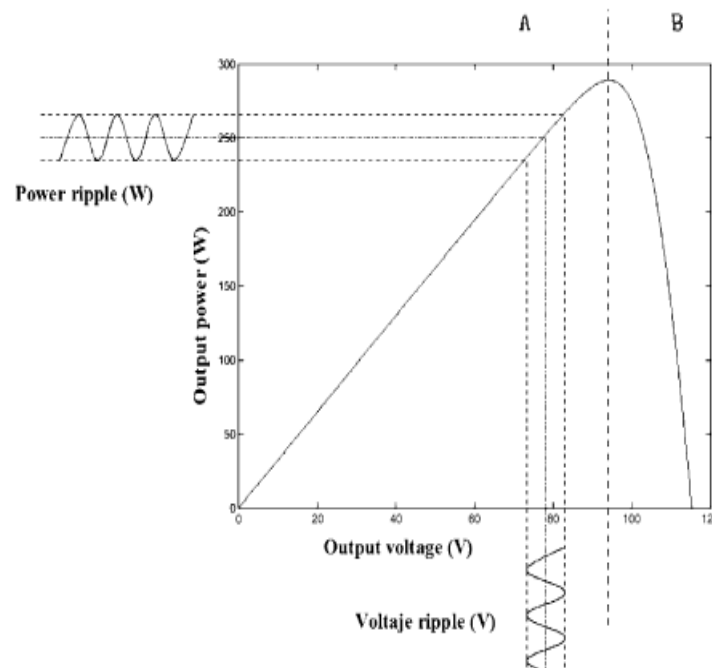 A B
300
250
200
150
100
50
0
Power ripple (W)
Output power (W)
0 20 40 60 80 100 120
Output voltage (V)
Voltaje ripple (V)